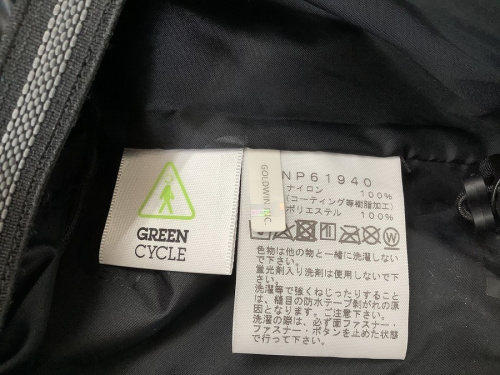 GREEN
CYCLE
GOLDWIN INC.
NP61940
ナイロン 100%
(コーティング等樹脂加工)
ポリエステル 100%
色物は他の物と一緒に洗濯しない
で下さい。
蛍光剤入り洗剤は使用しないで下
さい。
洗濯等で強くねじったりすること
は、縫目の防水テープ剥がれの原
因となります。ご注意下さい。
洗濯の際は、必ず面ファスナー・
ファスナー・ボタンを止めた状態
で行って下さい。